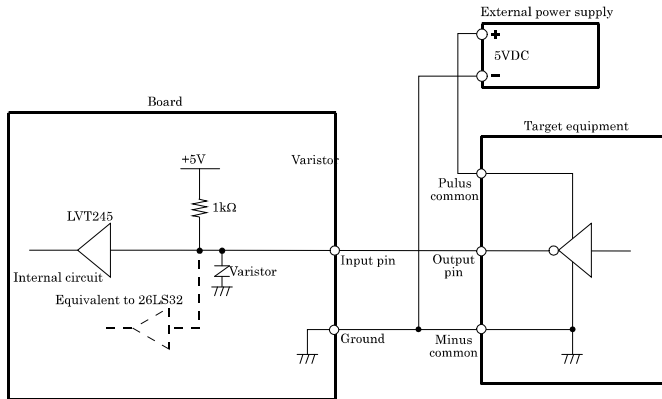 External power supply
+
5VDC
−
Board
Target equipment
+5V
Varistor
1kΩ
Pulus
common
LVT245
Input pin
Output
pin
Internal circuit
Varistor
Equivalent to 26LS32
Ground
Minus
common